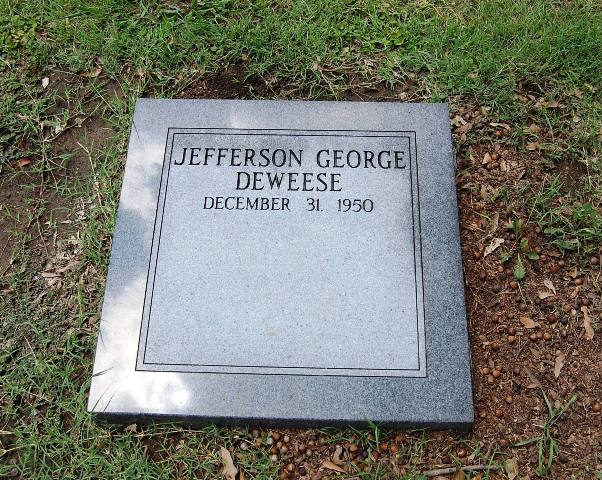 JEFFERSON GEORGE
DEWEESE
DECEMBER 31, 1950